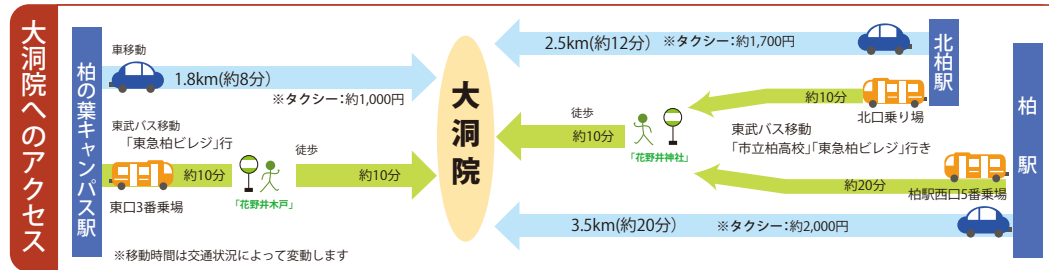 大洞院へのアクセス
柏の葉キャンパス駅
車移動
1.8km(約8分)
※タクシー：約1,000円
東武バス移動
「東急柏ビレジ」行
約10分
東口3番乗場
「花野井木戸」
徒歩
約10分
※移動時間は交通状況によって変動します
大洞院
2.5km(約12分)
※タクシー：約1,700円
北柏駅
徒歩
約10分
「花野井神社」
約10分
北口乗り場
東武バス移動
「市立柏高校」「東急柏ビレジ」行き
約20分
柏駅西口5番乗場
3.5km(約20分)
※タクシー：約2,000円
柏駅